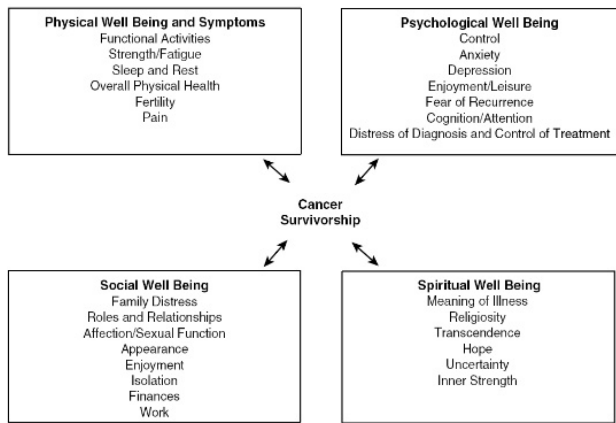 Physical Well Being and Symptoms
Functional Activities
Strength/Fatigue
Sleep and Rest
Overall Physical Health
Fertility
Pain
Psychological Well Being
Control
Anxiety
Depression
Enjoyment/Leisure
Fear of Recurrence
Cognition/Attention
Distress of Diagnosis and Control of Treatment
Cancer
Survivorship
Social Well Being
Family Distress
Roles and Relationships
Affection/Sexual Function
Appearance
Enjoyment
Isolation
Finances
Work
Spiritual Well Being
Meaning of Illness
Religiosity
Transcendence
Hope
Uncertainty
Inner Strength